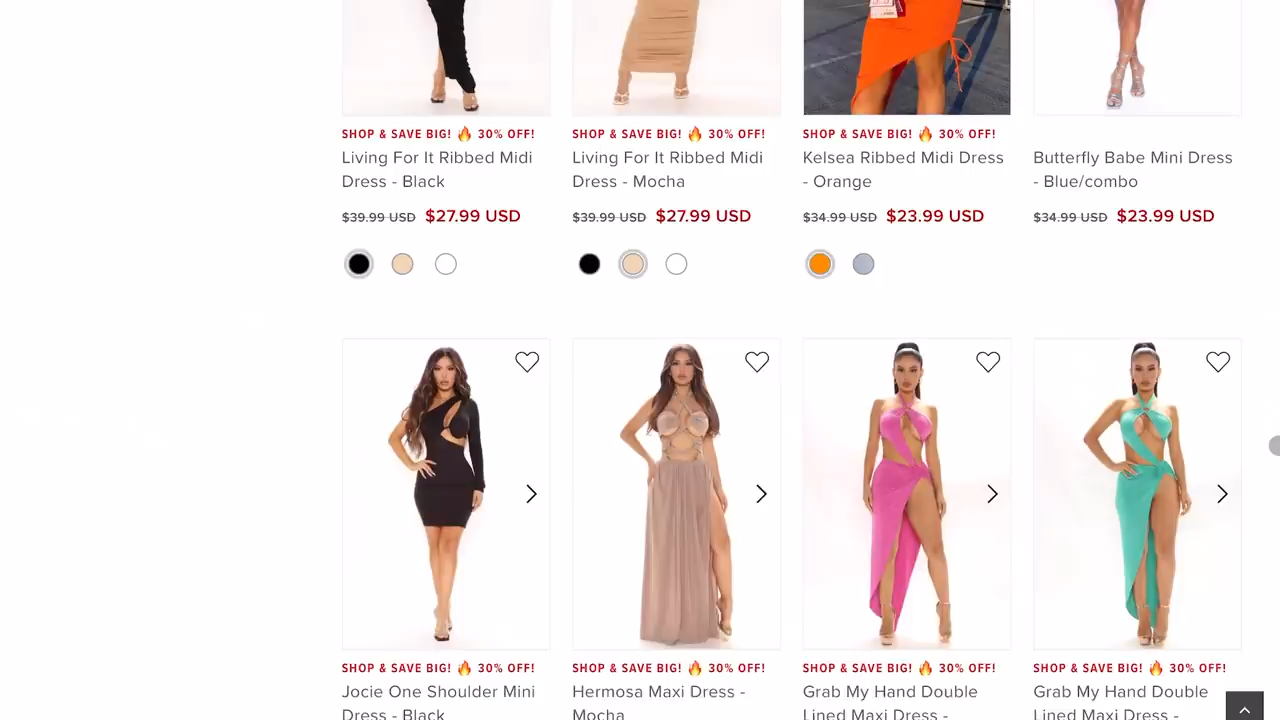 SHOP & SAVE BIG! 🔥 30% OFF!
Living For It Ribbed Midi
Dress - Black
$39.99 USD $27.99 USD
SHOP & SAVE BIG! 🔥 30% OFF!
Living For It Ribbed Midi
Dress - Mocha
$39.99 USD $27.99 USD
SHOP & SAVE BIG! 🔥 30% OFF!
Kelsea Ribbed Midi Dress
- Orange
$34.99 USD $23.99 USD
Butterfly Babe Mini Dress
- Blue/combo
$34.99 USD $23.99 USD
SHOP & SAVE BIG! 🔥 30% OFF!
Jocie One Shoulder Mini
Dress - Black
SHOP & SAVE BIG! 🔥 30% OFF!
Hermosa Maxi Dress -
Mocha
SHOP & SAVE BIG! 🔥 30% OFF!
Grab My Hand Double
Lined Maxi Dress -
SHOP & SAVE BIG! 🔥 30% OFF!
Grab My Hand Double
Lined Maxi Dress -